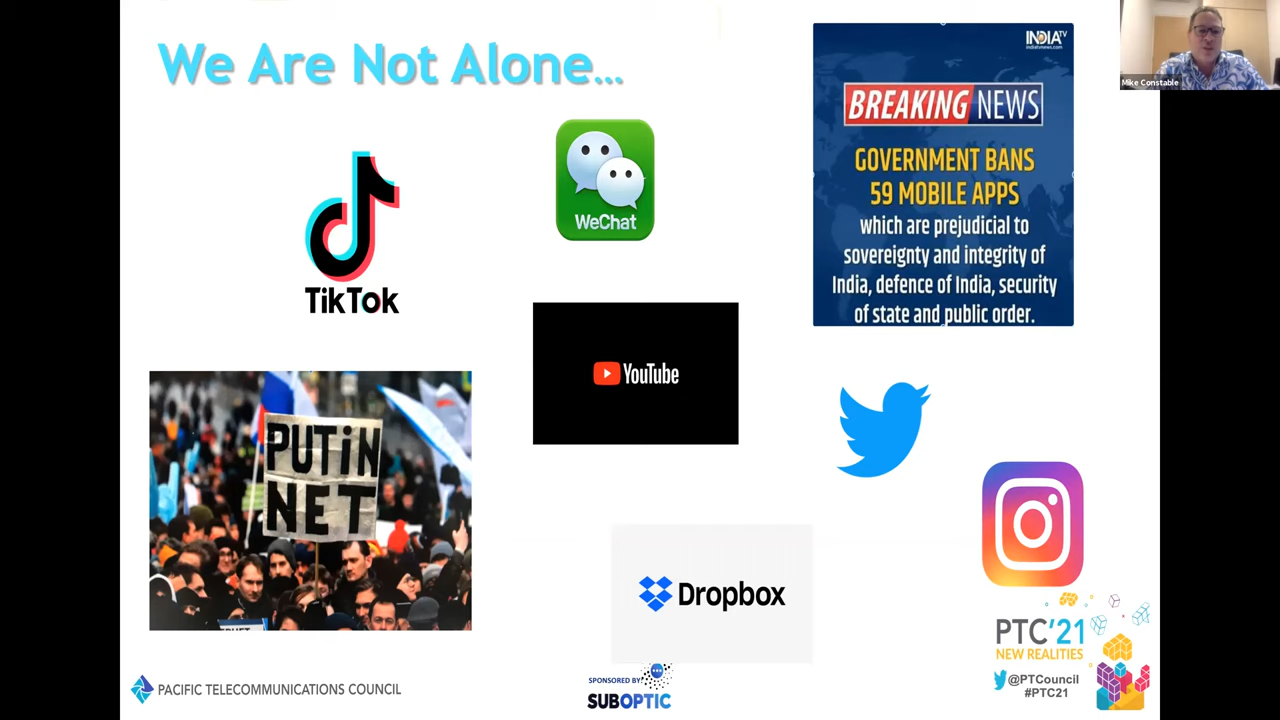 We Are Not Alone...
INDIA TV
indiatvnews.com
BREAKING NEWS
GOVERNMENT BANS
59 MOBILE APPS
which are prejudicial to
sovereignty and integrity of
India, defence of India, security
of state and public order.
Mike Constable
WeChat
TikTok
YouTube
PUTiN
NET
Dropbox
PTC'21
NEW REALITIES
@PTCouncil
#PTC21
PACIFIC TELECOMMUNICATIONS COUNCIL
SPONSORED BY:
SUBOPTIC